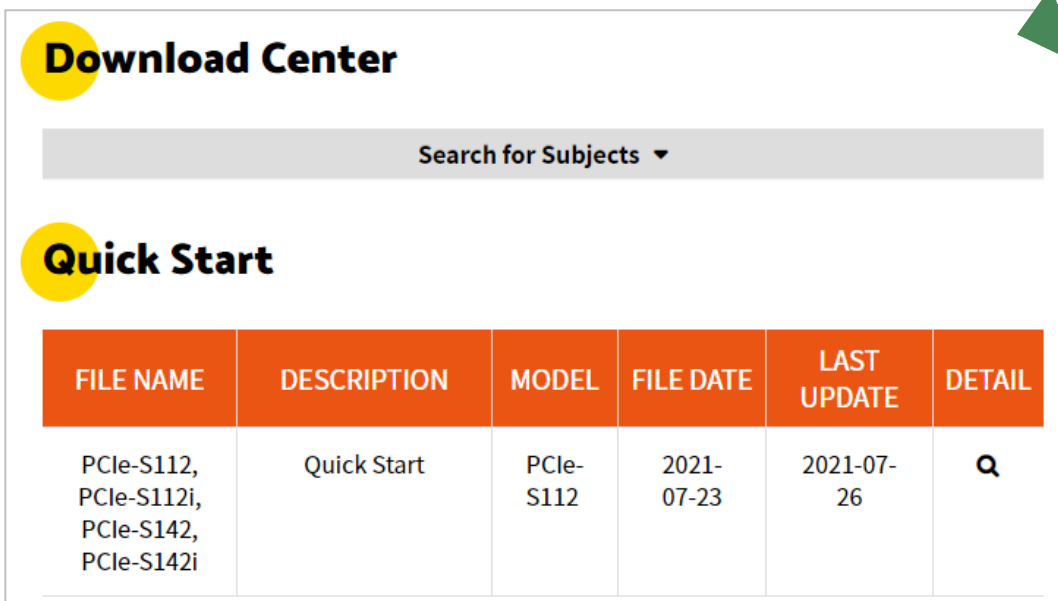 Download Center
Search for Subjects
Quick Start
FILE NAME DESCRIPTION MODEL FILE DATE LAST UPDATE DETAIL
PCIe-S112, PCIe-S112i, PCIe-S142, PCIe-S142i Quick Start PCIe-S112 2021-07-23 2021-07-26